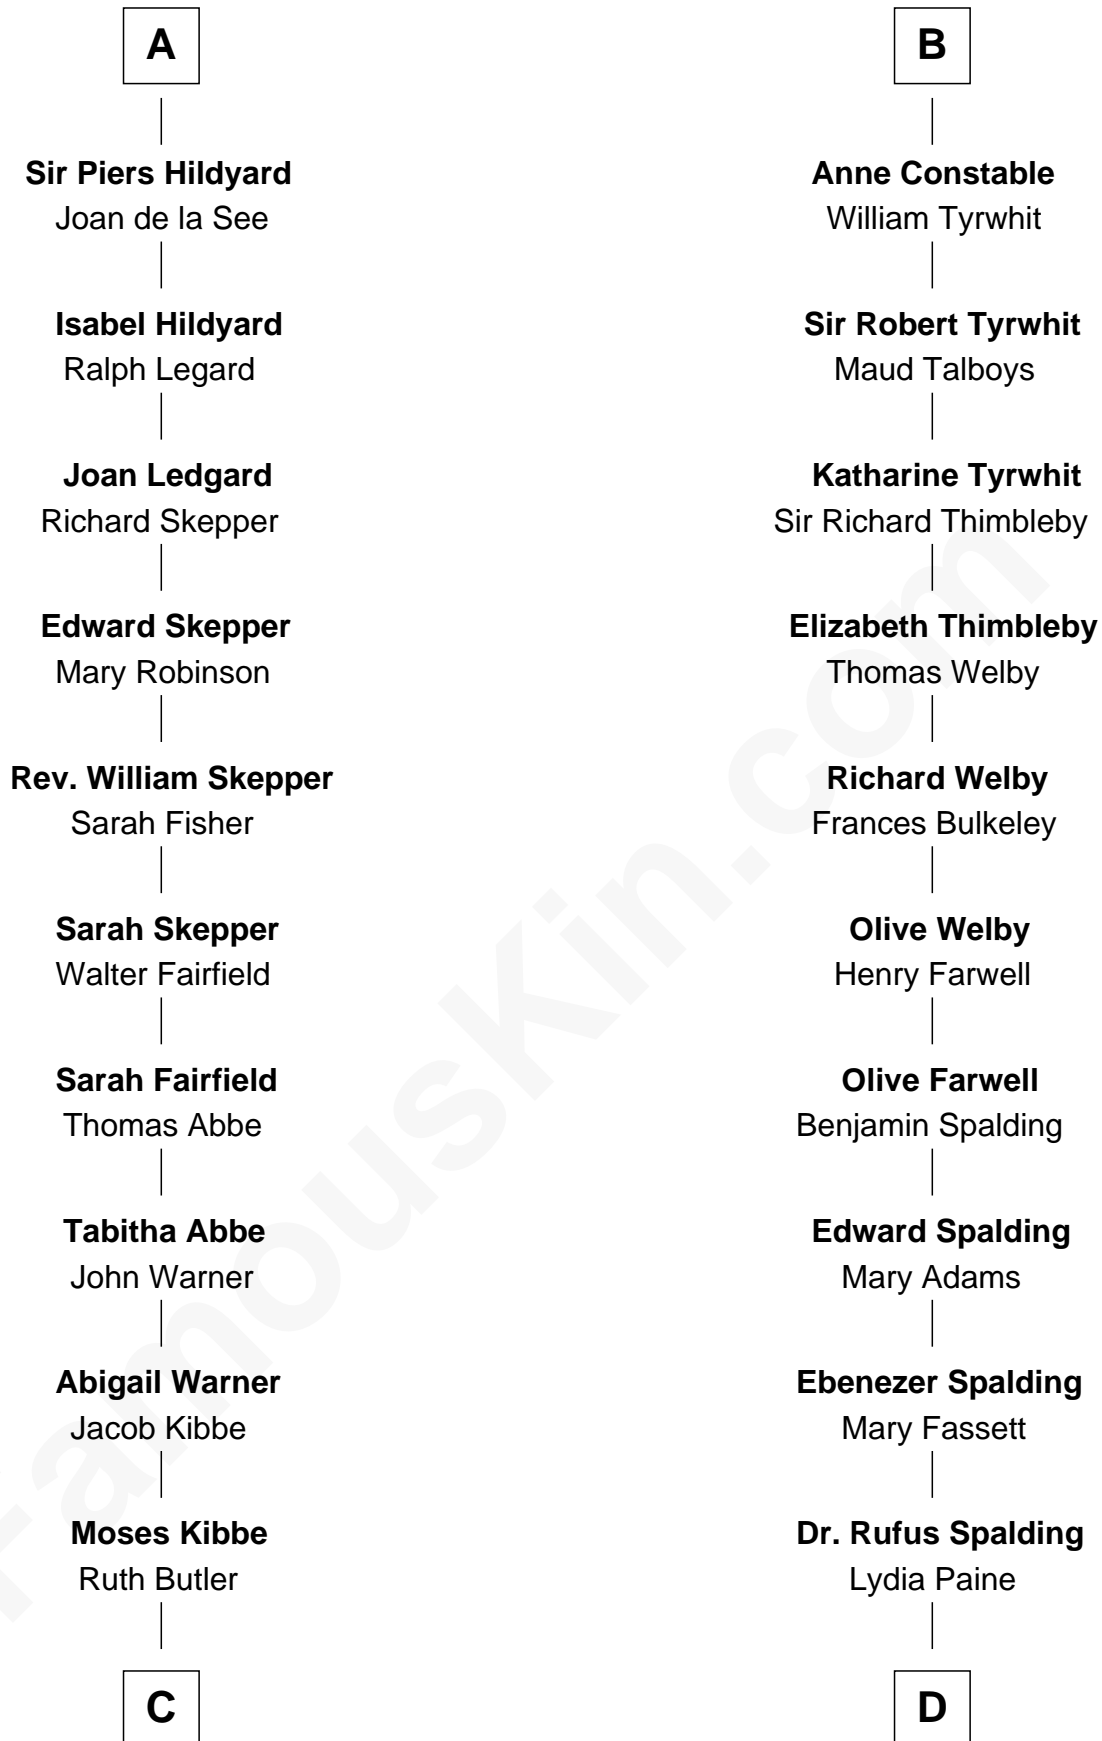 A
Sir Piers Hildyard
Joan de la See
Isabel Hildyard
Ralph Legard
Joan Ledgard
Richard Skepper
Edward Skepper
Mary Robinson
Rev. William Skepper
Sarah Fisher
Sarah Skepper
Walter Fairfield
Sarah Fairfield
Thomas Abbe
Tabitha Abbe
John Warner
Abigail Warner
Jacob Kibbe
Moses Kibbe
Ruth Butler
C
B
Anne Constable
William Tyrwhit
Sir Robert Tyrwhit
Maud Talboys
Katharine Tyrwhit
Sir Richard Thimbleby
Elizabeth Thimbleby
Thomas Welby
Richard Welby
Frances Bulkeley
Olive Welby
Henry Farwell
Olive Farwell
Benjamin Spalding
Edward Spalding
Mary Adams
Ebenezer Spalding
Mary Fassett
Dr. Rufus Spalding
Lydia Paine
D
FamousKin.com